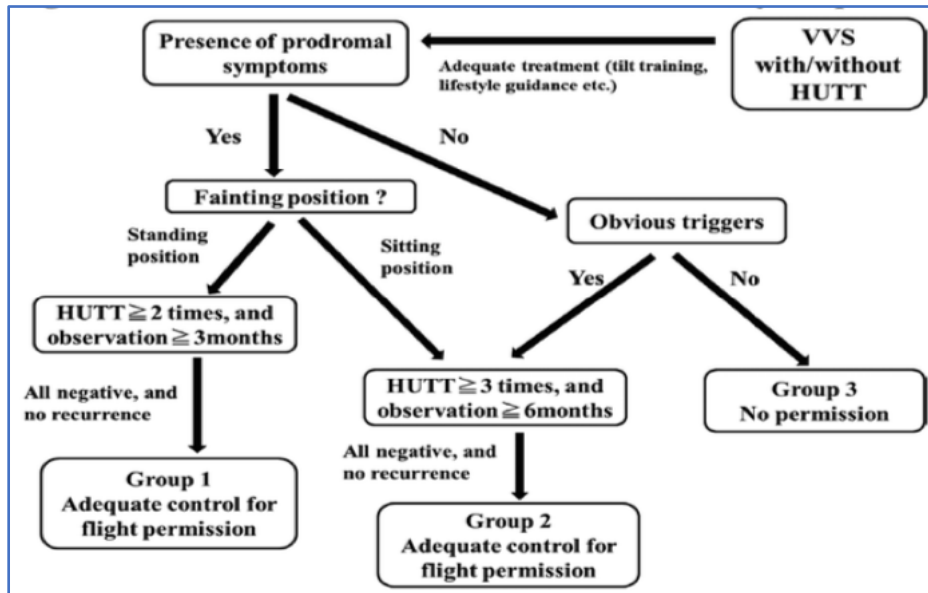 Presence of prodromal
symptoms
Adequate treatment (tilt training,
lifestyle guidance etc.)
VVS
with/without
HUTT
Yes
No
Fainting position ?
Obvious triggers
Standing
position
Sitting
position
Yes
No
HUTT≧2 times, and
observation≧3months
HUTT≧3 times, and
observation≧6months
Group 3
No permission
All negative, and
no recurrence
All negative, and
no recurrence
Group 1
Adequate control for
flight permission
Group 2
Adequate control for
flight permission